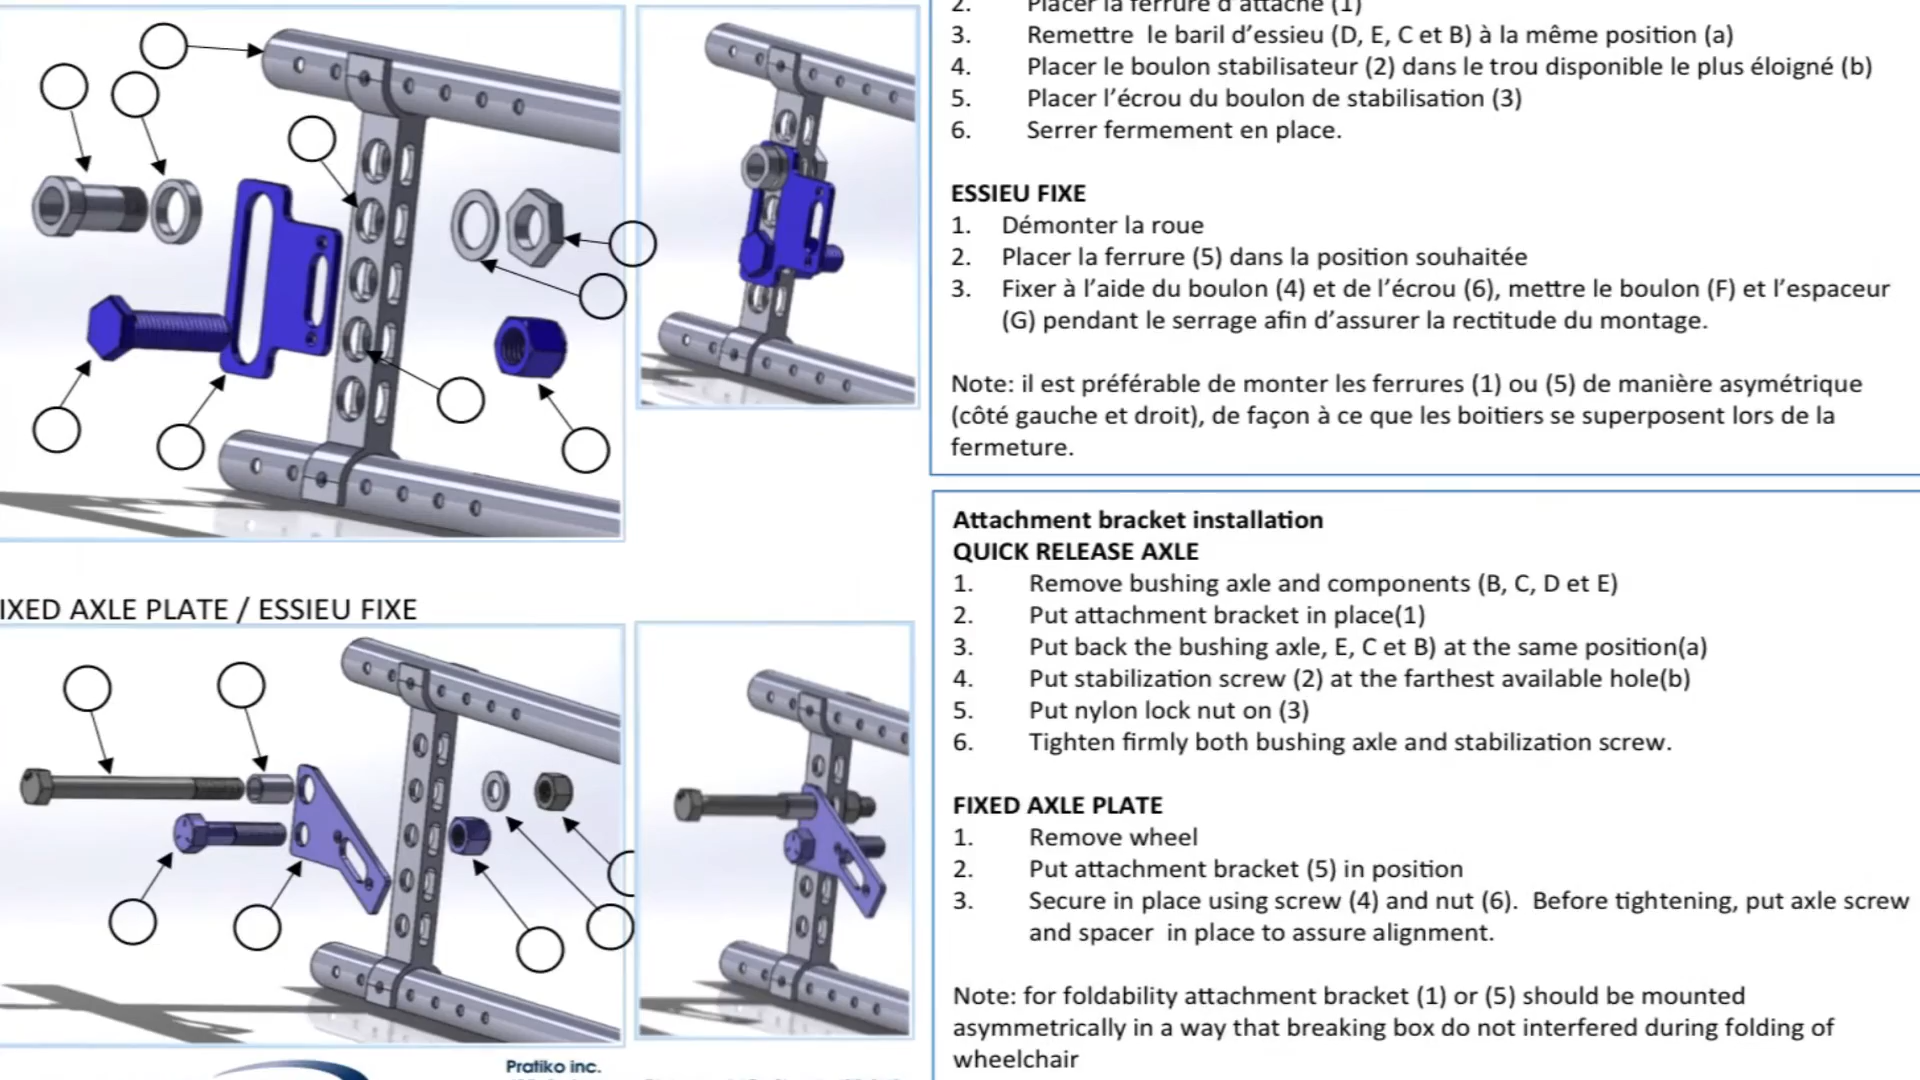 2. Placer la ferrure d'attache (1)
3. Remettre le baril d'essieu (D, E, C et B) à la même position (a)
4. Placer le boulon stabilisateur (2) dans le trou disponible le plus éloigné (b)
5. Placer l'écrou du boulon de stabilisation (3)
6. Serrer fermement en place.
ESSIEU FIXE
1. Démonter la roue
2. Placer la ferrure (5) dans la position souhaitée
3. Fixer à l'aide du boulon (4) et de l'écrou (6), mettre le boulon (F) et l'espaceur
(G) pendant le serrage afin d'assurer la rectitude du montage.
Note: il est préférable de monter les ferrures (1) ou (5) de manière asymétrique
(côté gauche et droit), de façon à ce que les boitiers se superposent lors de la
fermeture.
Attachment bracket installation
QUICK RELEASE AXLE
1. Remove bushing axle and components (B, C, D et E)
2. Put attachment bracket in place(1)
3. Put back the bushing axle, E, C et B) at the same position(a)
4. Put stabilization screw (2) at the farthest available hole(b)
5. Put nylon lock nut on (3)
6. Tighten firmly both bushing axle and stabilization screw.
FIXED AXLE PLATE
1. Remove wheel
2. Put attachment bracket (5) in position
3. Secure in place using screw (4) and nut (6). Before tightening, put axle screw
and spacer in place to assure alignment.
Note: for foldability attachment bracket (1) or (5) should be mounted
asymmetrically in a way that breaking box do not interfered during folding of
wheelchair
IXED AXLE PLATE / ESSIEU FIXE
Pratiko inc.